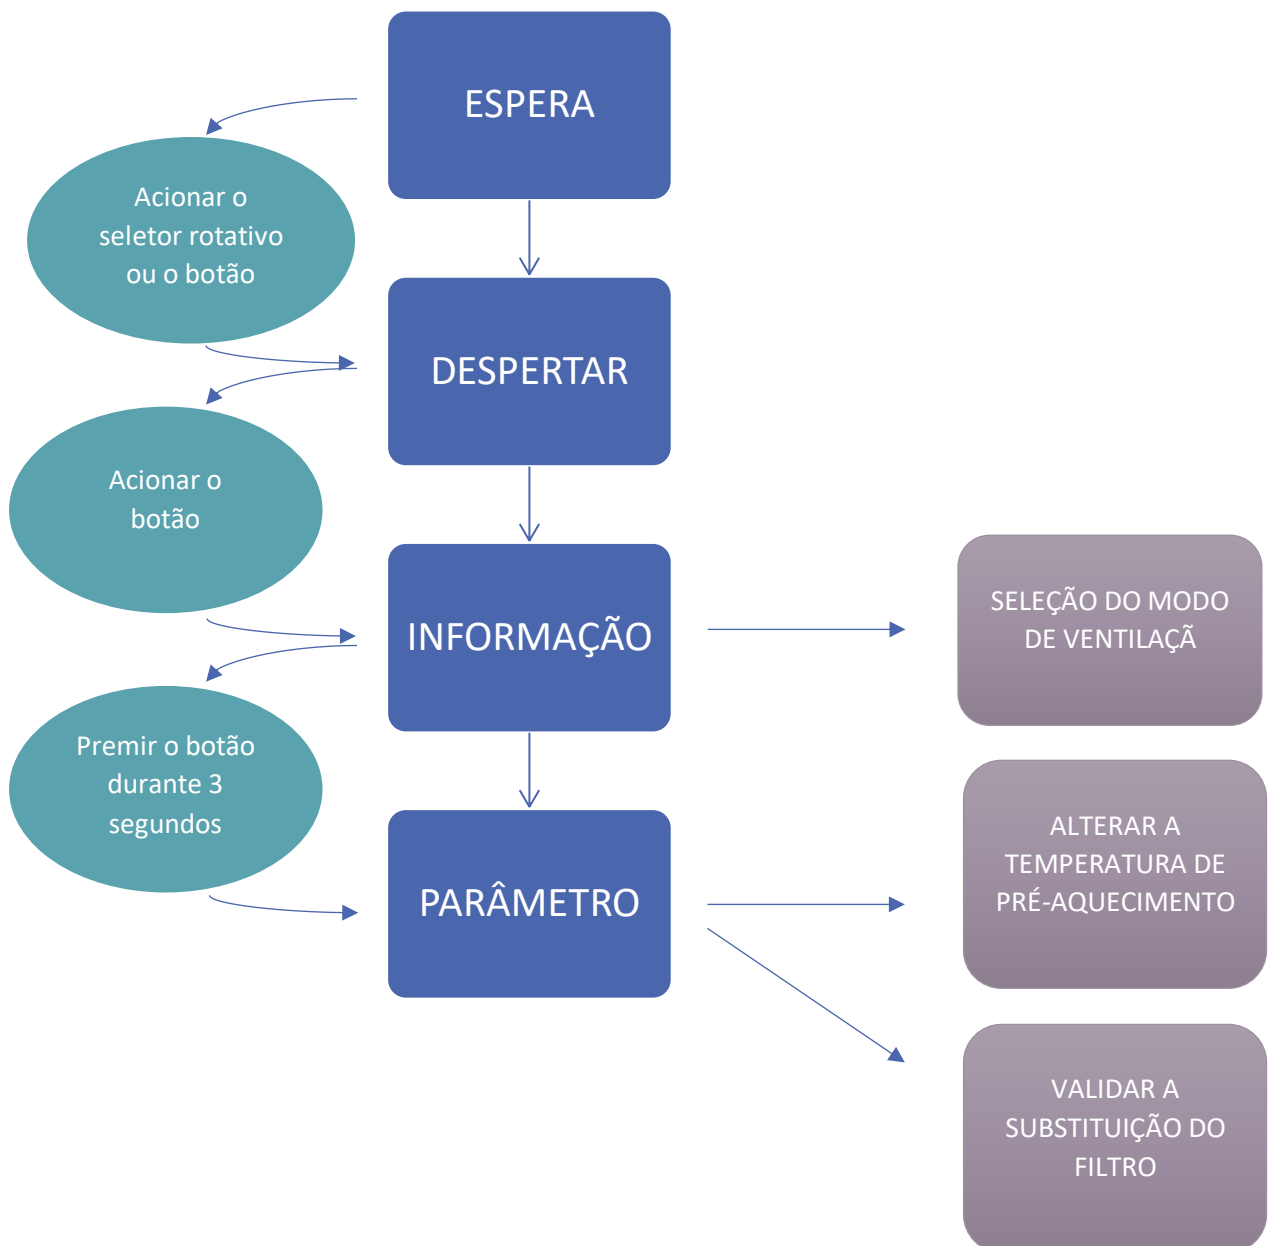 ESPERA
Acionar o
seletor rotativo
ou o botão
DESPERTAR
Acionar o
botão
INFORMAÇÃO
SELEÇÃO DO MODO
DE VENTILAÇÃ
Premir o botão
durante 3
segundos
PARÂMETRO
ALTERAR A
TEMPERATURA DE
PRÉ-AQUECIMENTO
VALIDAR A
SUBSTITUIÇÃO DO
FILTRO